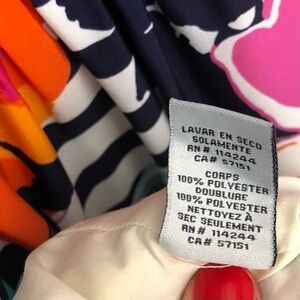 LAVAR EN SECO
SOLAMENTE
RN# 114244
CA# 57151
CORPS
100% POLYESTER
DOUBLURE
100% POLYESTER
NETTOYEZ À
SEC SEULEMENT
RN# 114244
CA# 57151